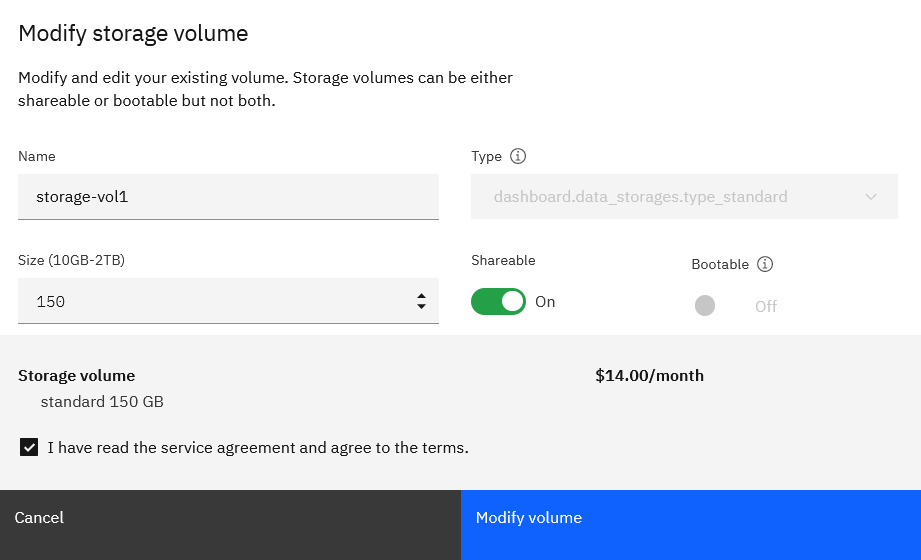 Modify storage volume
Modify and edit your existing volume. Storage volumes can be either
shareable or bootable but not both.
Name
Type
storage-vol1
dashboard.data_storages.type_standard
Size (10GB-2TB)
Shareable
Bootable
150
On
Off
Storage volume
$14.00/month
standard 150 GB
I have read the service agreement and agree to the terms.
Cancel
Modify volume